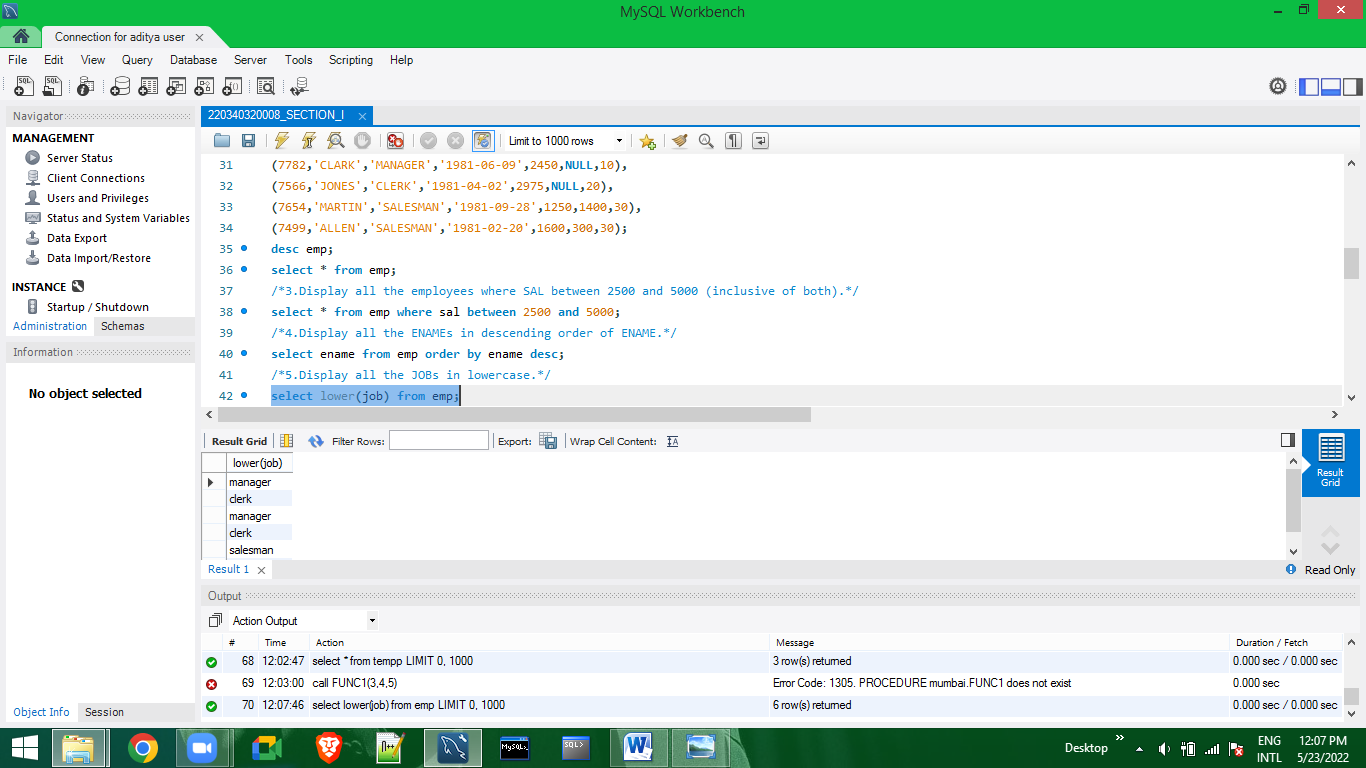 MySQL Workbench
Connection for aditya user
File Edit View Query Database Server Tools Scripting Help
Navigator
MANAGEMENT
Server Status
Client Connections
Users and Privileges
Status and System Variables
Data Export
Data Import/Restore
INSTANCE
Startup / Shutdown
Administration Schemas
Information
No object selected
Object Info Session
220340320008_SECTION_I
Limit to 1000 rows
31 (7782,'CLARK','MANAGER','1981-06-09',2450,NULL,10),
32 (7566,'JONES','CLERK','1981-04-02',2975,NULL,20),
33 (7654,'MARTIN','SALESMAN','1981-09-28',1250,1400,30),
34 (7499,'ALLEN','SALESMAN','1981-02-20',1600,300,30);
35 desc emp;
36 select * from emp;
37 /*3.Display all the employees where SAL between 2500 and 5000 (inclusive of both).*/
38 select * from emp where sal between 2500 and 5000;
39 /*4.Display all the ENAMEs in descending order of ENAME.*/
40 select ename from emp order by ename desc;
41 /*5.Display all the JOBs in lowercase.*/
42 select lower(job) from emp;
Result Grid Filter Rows: Export: Wrap Cell Content:
lower(job)
manager
clerk
manager
clerk
salesman
Result Grid
Result 1
Read Only
Output
Action Output
# Time Action Message Duration / Fetch
68 12:02:47 select * from tempp LIMIT 0, 1000 3 row(s) returned 0.000 sec / 0.000 sec
69 12:03:00 call FUNC1(3,4,5) Error Code: 1305. PROCEDURE mumbai.FUNC1 does not exist 0.000 sec
70 12:07:46 select lower(job) from emp LIMIT 0, 1000 6 row(s) returned 0.000 sec / 0.000 sec
Desktop
ENG
INTL
12:07 PM
5/23/2022